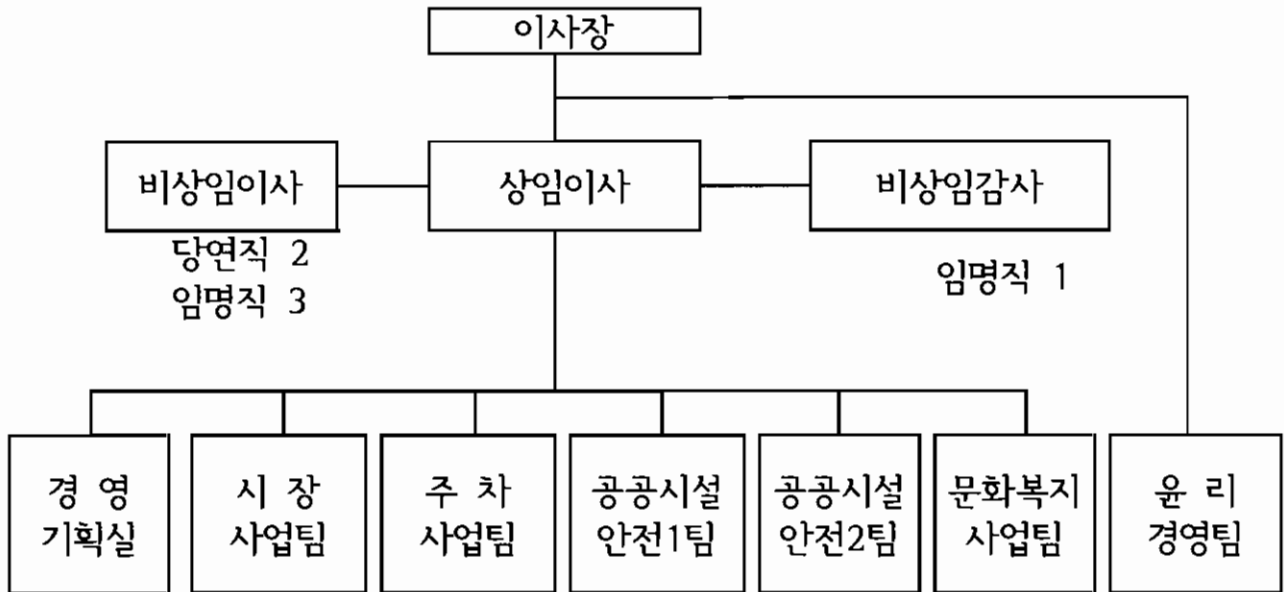 이사장
비상임이사
상임이사
비상임감사
당연직 2
임명직 3
임명직 1
경 영
기획실
시 장
사업팀
주 차
사업팀
공공시설
안전1팀
공공시설
안전2팀
문화복지
사업팀
윤 리
경영팀